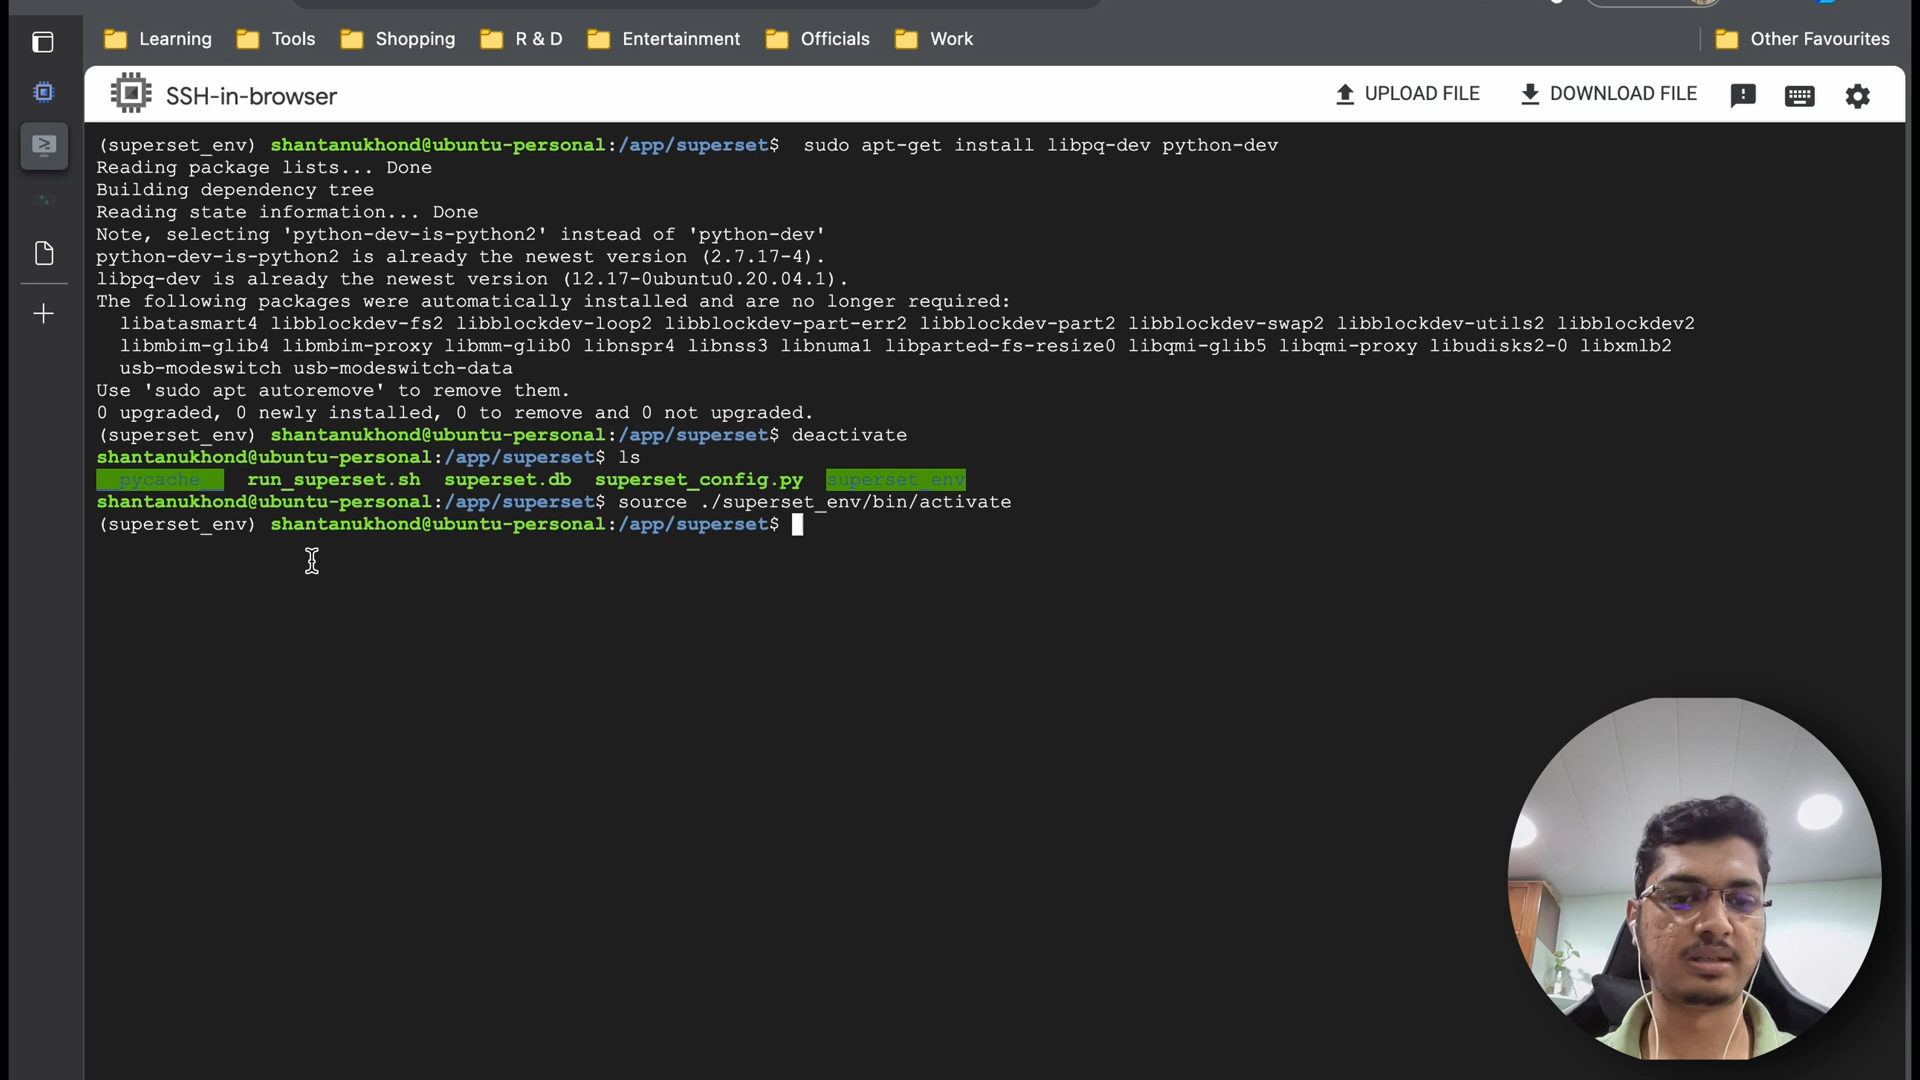 Learning Tools Shopping R & D Entertainment Officials Work Other Favourites
SSH-in-browser UPLOAD FILE DOWNLOAD FILE
(superset_env) shantanukhond@ubuntu-personal:/app/superset$  sudo apt-get install libpq-dev python-dev
Reading package lists... Done
Building dependency tree
Reading state information... Done
Note, selecting 'python-dev-is-python2' instead of 'python-dev'
python-dev-is-python2 is already the newest version (2.7.17-4).
libpq-dev is already the newest version (12.17-0ubuntu0.20.04.1).
The following packages were automatically installed and are no longer required:
  libatasmart4 libblockdev-fs2 libblockdev-loop2 libblockdev-part-err2 libblockdev-part2 libblockdev-swap2 libblockdev-utils2 libblockdev2
  libmbim-glib4 libmbim-proxy libmm-glib0 libnspr4 libnss3 libnuma1 libparted-fs-resize0 libqmi-glib5 libqmi-proxy libudisks2-0 libxmlb2
  usb-modeswitch usb-modeswitch-data
Use 'sudo apt autoremove' to remove them.
0 upgraded, 0 newly installed, 0 to remove and 0 not upgraded.
(superset_env) shantanukhond@ubuntu-personal:/app/superset$ deactivate
shantanukhond@ubuntu-personal:/app/superset$ ls
__pycache__  run_superset.sh  superset.db  superset_config.py  superset_env
shantanukhond@ubuntu-personal:/app/superset$ source ./superset_env/bin/activate
(superset_env) shantanukhond@ubuntu-personal:/app/superset$